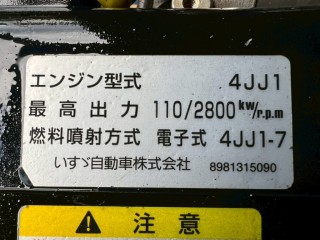 エンジン型式 4JJ1
最高出力 110/2800 kw/r.p.m
燃料噴射方式 電子式 4JJ1-7
いすゞ自動車株式会社 8981315090
注意